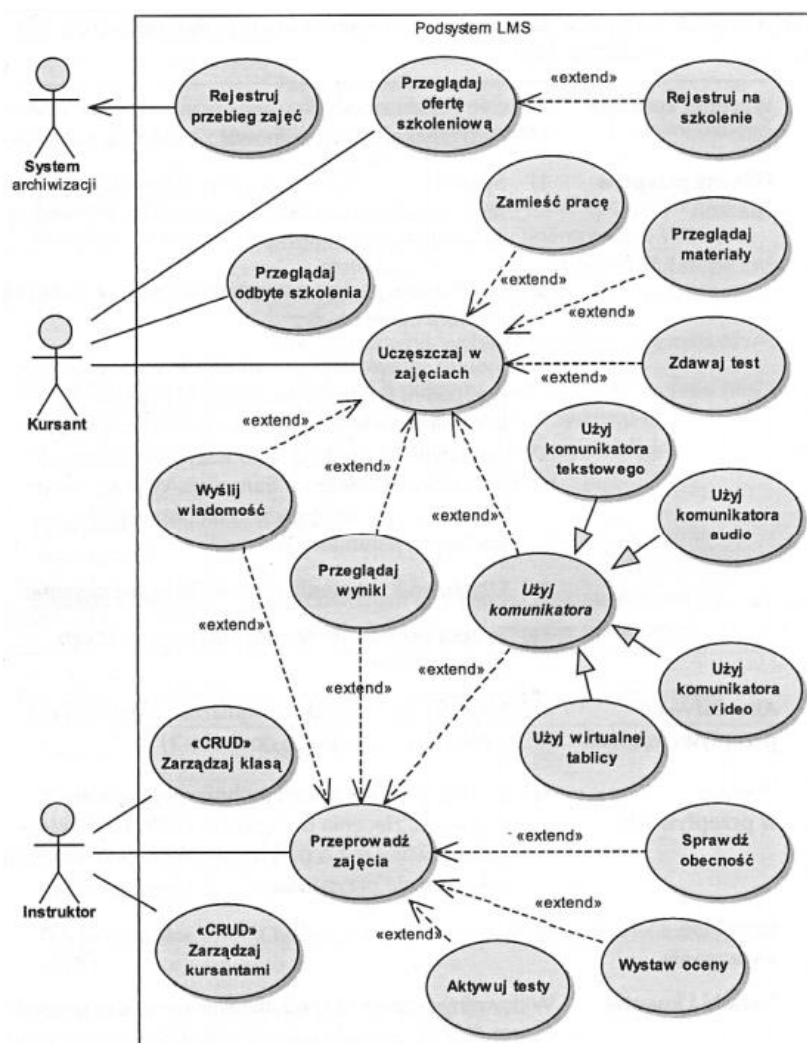 Podsystem LMS
Rejestruj
przebieg zajęć
Przeglądaj
ofertę
szkoleniową
«extend»
Rejestruj na
szkolenie
System
archiwizacji
Zamieść pracę
Przeglądaj
materiały
Przeglądaj
odbyte szkolenia
«extend»
«extend»
Uczęszczaj w
zajęciach
«extend»
Zdawaj test
Kursant
«extend»
Użyj
komunikatora
tekstowego
Wyślij
wiadomość
«extend»
Użyj
komunikatora
audio
«extend»
Przeglądaj
wyniki
Użyj
komunikatora
«extend»
«extend»
Użyj
komunikatora
video
Użyj wirtualnej
tablicy
«CRUD»
Zarządzaj klasą
Przeprowadź
zajęcia
«extend»
Sprawdź
obecność
Instruktor
«CRUD»
Zarządzaj
kursantami
«extend»
«extend»
Aktywuj testy
Wystaw oceny